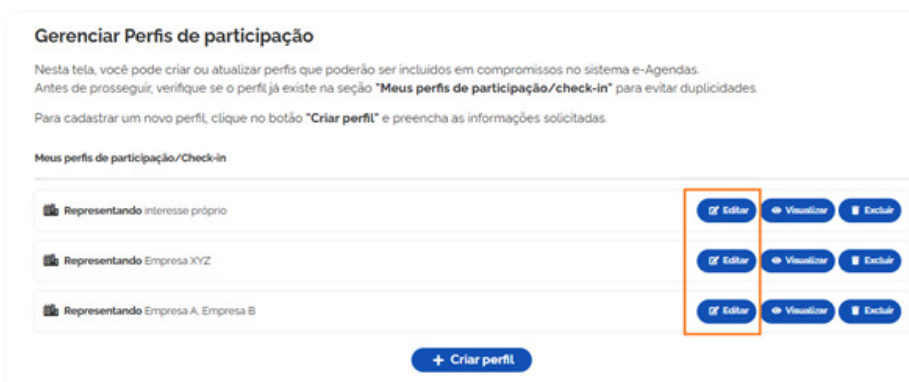 Gerenciar Perfis de participação
Nesta tela, você pode criar ou atualizar perfis que poderão ser incluídos em compromissos no sistema e-Agendas.
Antes de prosseguir, verifique se o perfil já existe na seção "Meus perfis de participação/check-in" para evitar duplicidades.
Para cadastrar um novo perfil, clique no botão "Criar perfil" e preencha as informações solicitadas.
Meus perfis de participação/Check-in
Representando interesse próprio Editar Visualizar Excluir
Representando Empresa XYZ Editar Visualizar Excluir
Representando Empresa A, Empresa B Editar Visualizar Excluir
+ Criar perfil